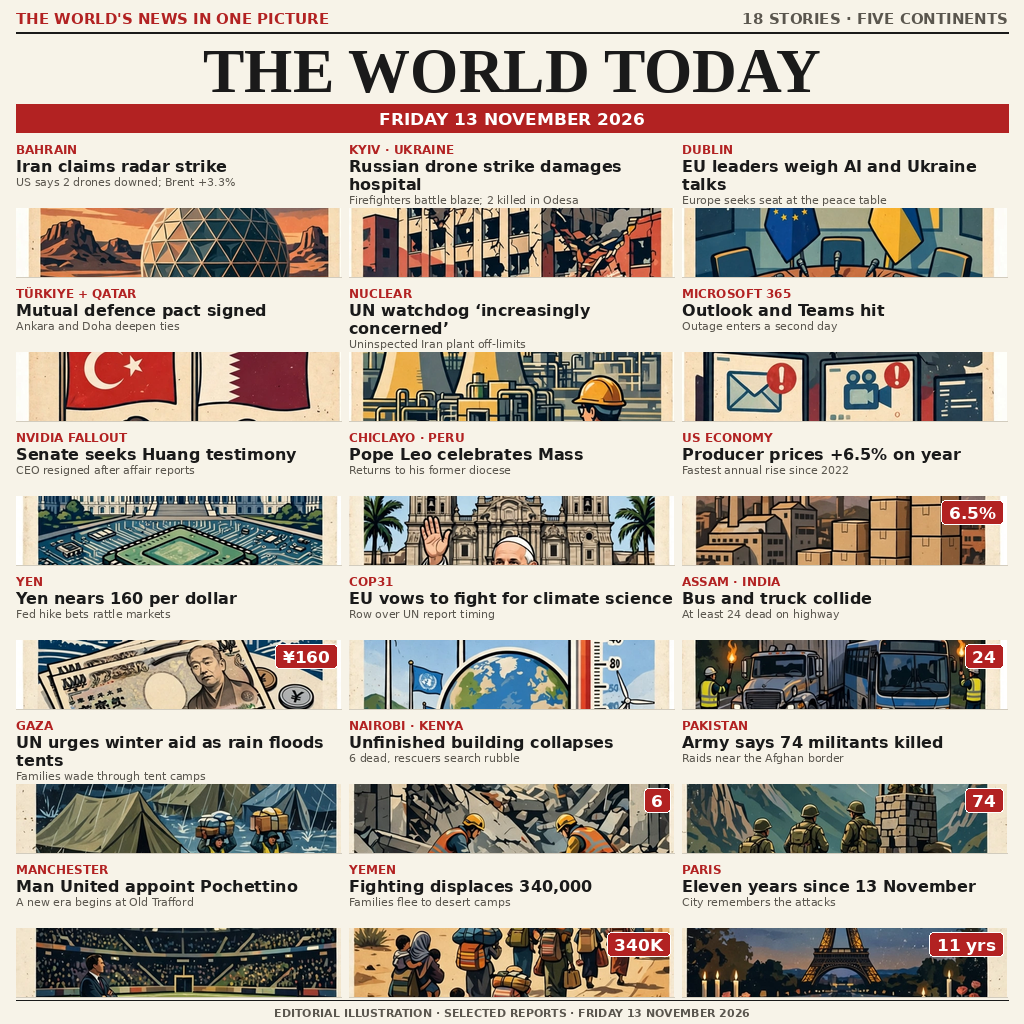 THE WORLD'S NEWS IN ONE PICTURE
18 STORIES · FIVE CONTINENTS
THE WORLD TODAY
FRIDAY 13 NOVEMBER 2026
BAHRAIN
Iran claims radar strike
US says 2 drones downed; Brent +3.3%
KYIV · UKRAINE
Russian drone strike damages
hospital
Firefighters battle blaze; 2 killed in Odesa
DUBLIN
EU leaders weigh AI and Ukraine
talks
Europe seeks seat at the peace table
TÜRKIYE + QATAR
Mutual defence pact signed
Ankara and Doha deepen ties
NUCLEAR
UN watchdog ‘increasingly
concerned’
Uninspected Iran plant off-limits
MICROSOFT 365
Outlook and Teams hit
Outage enters a second day
NVIDIA FALLOUT
Senate seeks Huang testimony
CEO resigned after affair reports
CHICLAYO · PERU
Pope Leo celebrates Mass
Returns to his former diocese
US ECONOMY
Producer prices +6.5% on year
Fastest annual rise since 2022
6.5%
YEN
Yen nears 160 per dollar
Fed hike bets rattle markets
¥160
¥
COP31
EU vows to fight for climate science
Row over UN report timing
80
ASSAM · INDIA
Bus and truck collide
At least 24 dead on highway
24
GAZA
UN urges winter aid as rain floods
tents
Families wade through tent camps
NAIROBI · KENYA
Unfinished building collapses
6 dead, rescuers search rubble
6
PAKISTAN
Army says 74 militants killed
Raids near the Afghan border
74
MANCHESTER
Man United appoint Pochettino
A new era begins at Old Trafford
YEMEN
Fighting displaces 340,000
Families flee to desert camps
340K
PARIS
Eleven years since 13 November
City remembers the attacks
11 yrs
EDITORIAL ILLUSTRATION · SELECTED REPORTS · FRIDAY 13 NOVEMBER 2026